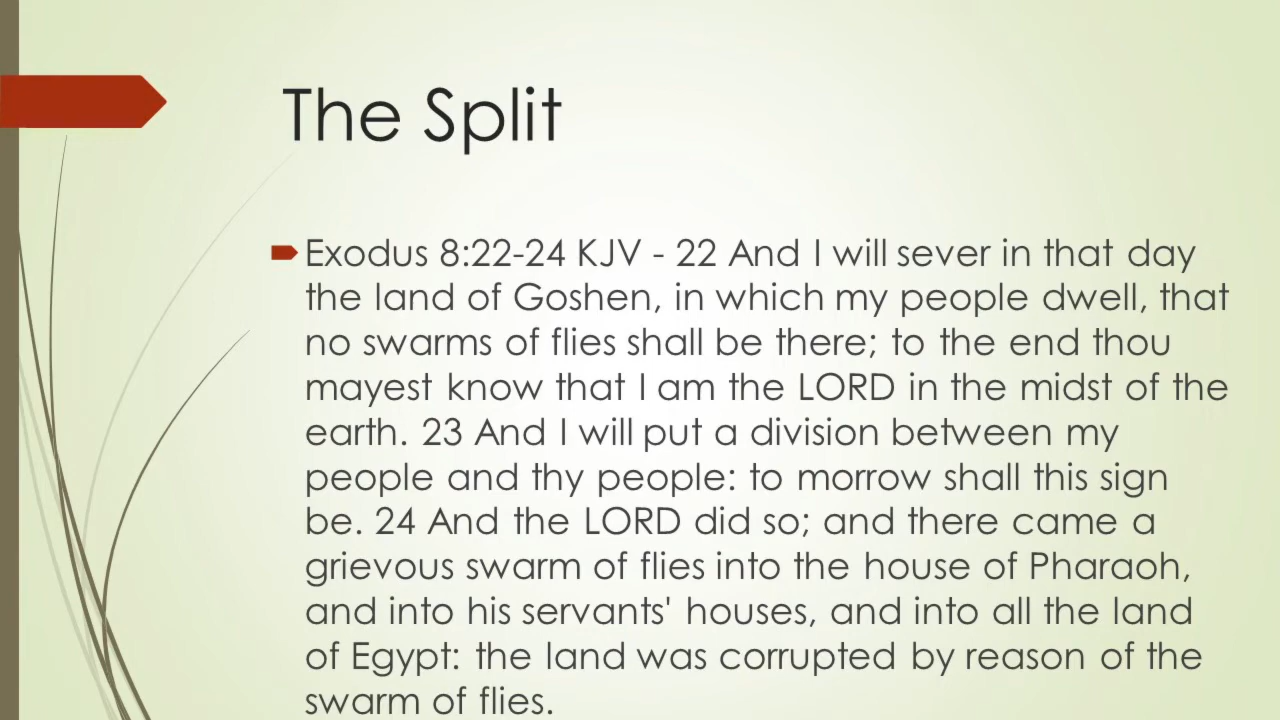 The Split
Exodus 8:22-24 KJV - 22 And I will sever in that day
the land of Goshen, in which my people dwell, that
no swarms of flies shall be there; to the end thou
mayest know that I am the LORD in the midst of the
earth. 23 And I will put a division between my
people and thy people: to morrow shall this sign
be. 24 And the LORD did so; and there came a
grievous swarm of flies into the house of Pharaoh,
and into his servants' houses, and into all the land
of Egypt: the land was corrupted by reason of the
swarm of flies.